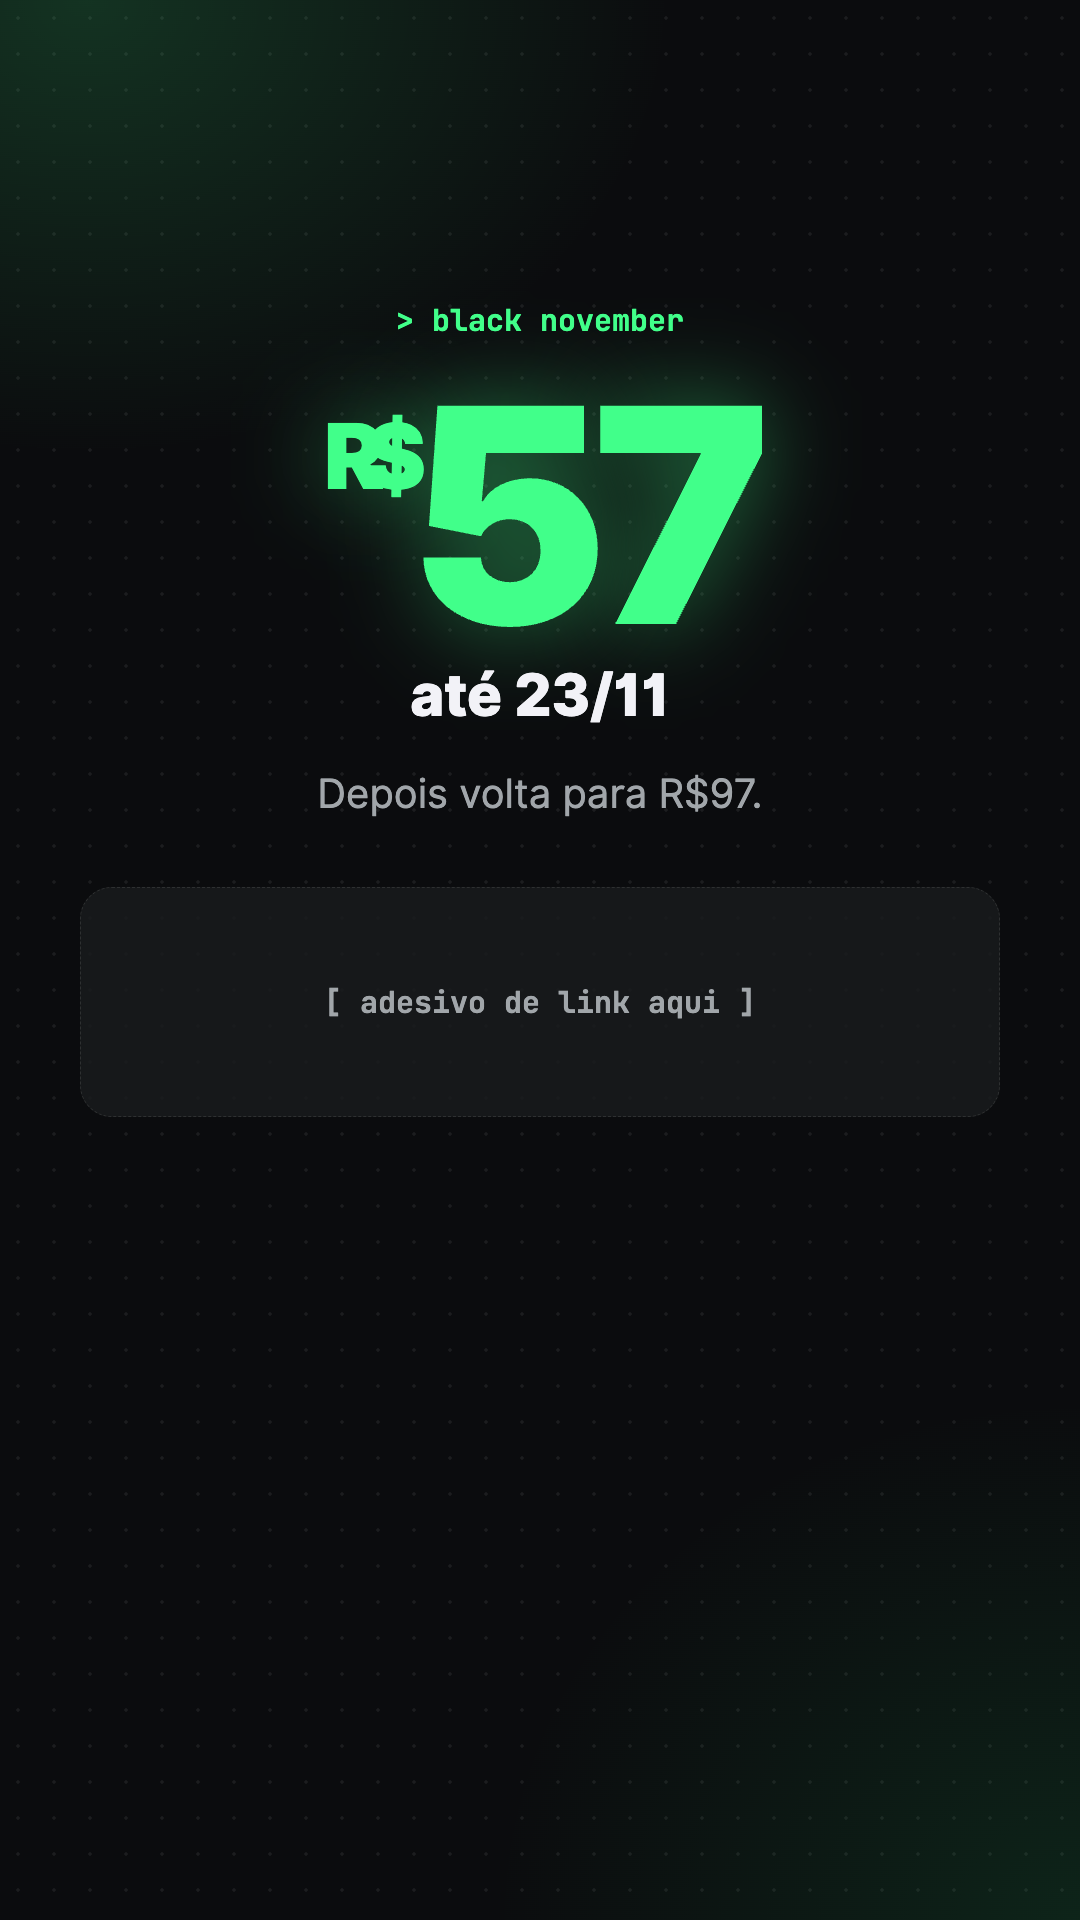 > black november
R$57
até 23/11
Depois volta para R$97.
[ adesivo de link aqui ]